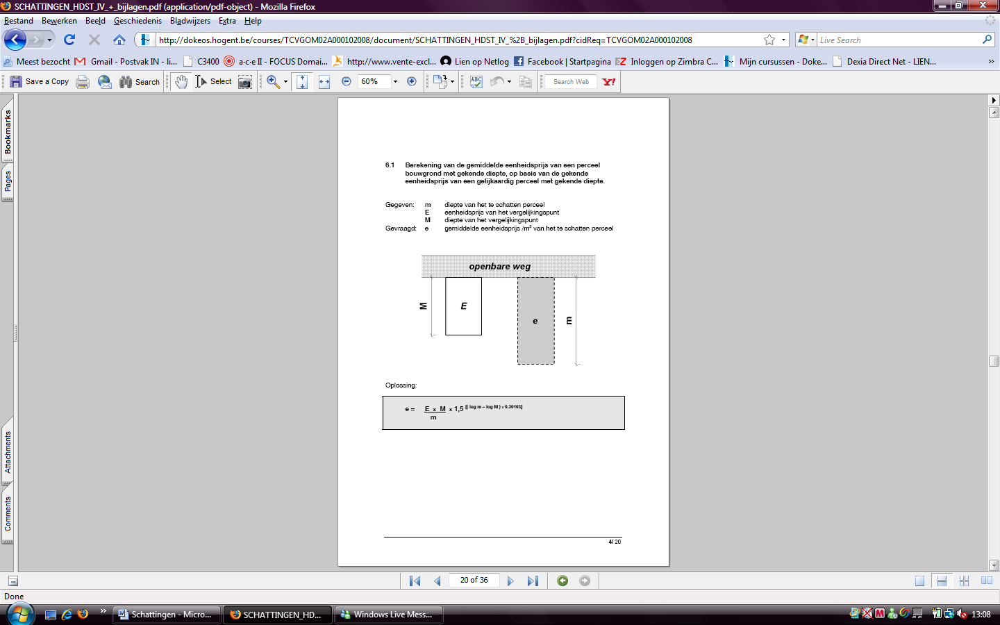 SCHATTINGEN_HDST_IV_+_bijlagen.pdf (application/pdf-object) - Mozilla Firefox
Bestand Bewerken Beeld Geschiedenis Bladwijzers Extra Help
http://dokeos.hogent.be/courses/TCVGOM02A000102008/document/SCHATTINGEN_HDST_IV_%2B_bijlagen.pdf?cidReq=TCVGOM02A000102008
Live Search
Meest bezocht Gmail - Postvak IN - li... C3400 a·c·e II - FOCUS Domai... http://www.vente-excl... Lien op Netlog Facebook | Startpagina Inloggen op Zimbra C... Mijn cursussen - Doke... Dexia Direct Net - LIEN... »
Save a Copy Search Select 60% ABC Search Web Y!
Bookmarks
Pages
Attachments
Comments
6.1 Berekening van de gemiddelde eenheidsprijs van een perceel
bouwgrond met gekende diepte, op basis van de gekende
eenheidsprijs van een gelijkaardig perceel met gekende diepte.
Gegeven: m diepte van het te schatten perceel
E eenheidsprijs van het vergelijkingspunt
M diepte van het vergelijkingspunt
Gevraagd: e gemiddelde eenheidsprijs /m² van het te schatten perceel
openbare weg
M E e m
Oplossing:
e = E x M x 1,5 [( log m – log M ) x 0.30103]
m
4/ 20
20 of 36
Done
» Schattingen - Micro... SCHATTINGEN_HD... Windows Live Mess... 13:08